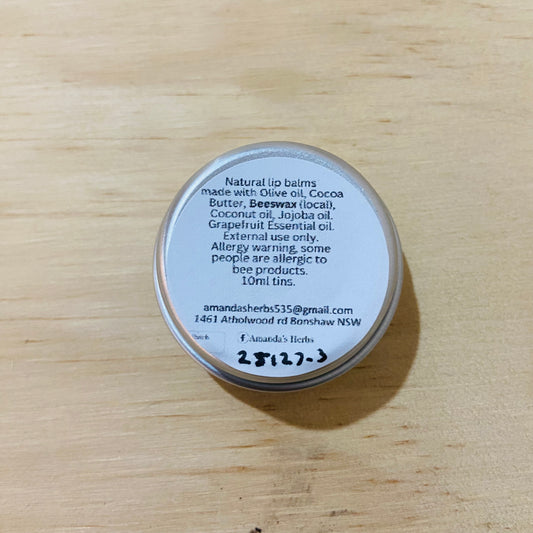 Natural lip balms
made with Olive oil, Cocoa
Butter, Beeswax (local),
Coconut oil, Jojoba oil.
Grapefruit Essential oil.
External use only.
Allergy warning, some
people are allergic to
bee products.
10ml tins.
amandasherbs535@gmail.com
1461 Atholwood rd Bonshaw NSW
Amanda's Herbs